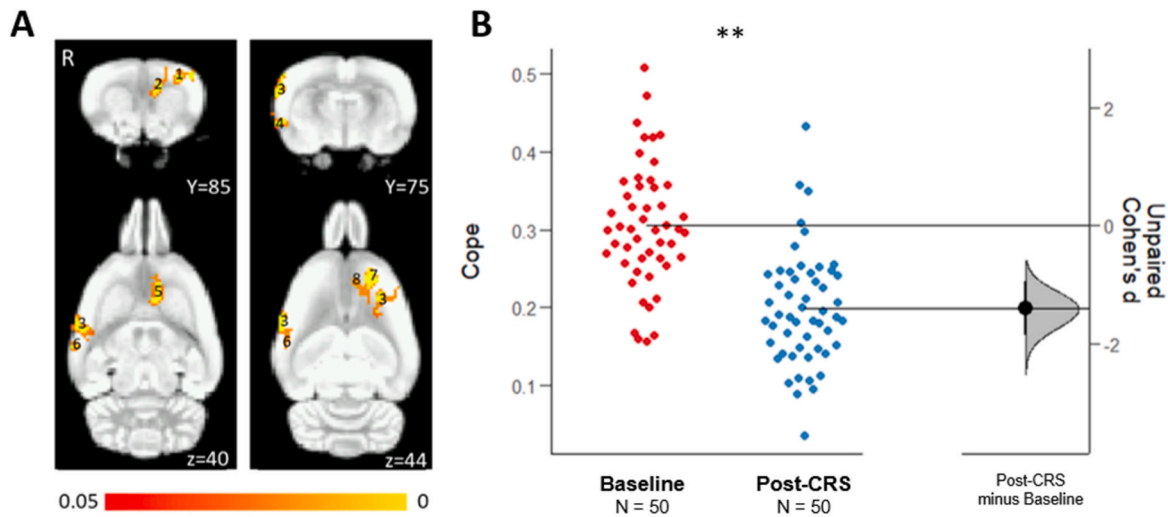 A
R
1
2
Y=85
3
4
Y=75
5
3
6
z=40
8
7
3
3
6
z=44
0.05
0
B
**
0.5
0.4
0.3
0.2
0.1
Cope
2
0
-2
Unpaired
Cohen's d
Baseline
N = 50
Post-CRS
N = 50
Post-CRS
minus Baseline